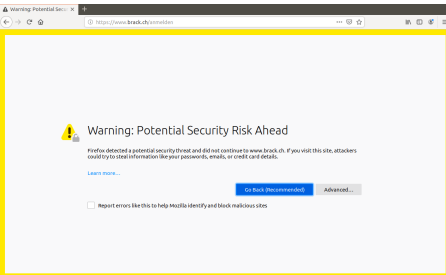 Warning: Potential Secu
https://www.brack.ch/anmelden
Warning: Potential Security Risk Ahead
Firefox detected a potential security threat and did not continue to www.brack.ch. If you visit this site, attackers
could try to steal information like your passwords, emails, or credit card details.
Learn more...
Go Back (Recommended)
Advanced...
Report errors like this to help Mozilla identify and block malicious sites